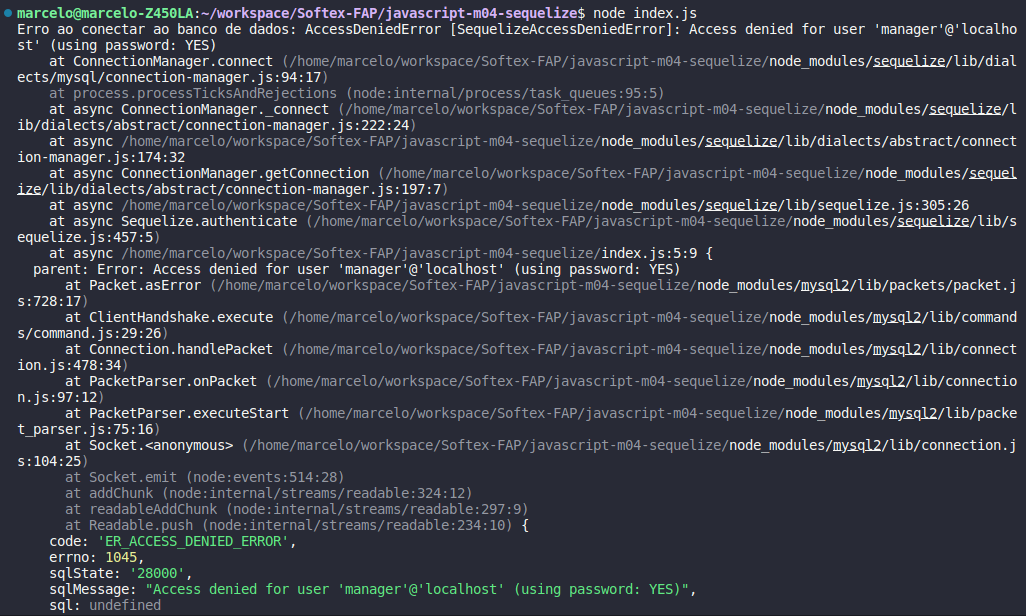 marcelo@marcelo-Z450LA:~/workspace/Softex-FAP/javascript-m04-sequelize$ node index.js
Erro ao conectar ao banco de dados: AccessDeniedError [SequelizeAccessDeniedError]: Access denied for user 'manager'@'localho
st' (using password: YES)
    at ConnectionManager.connect (/home/marcelo/workspace/Softex-FAP/javascript-m04-sequelize/node_modules/sequelize/lib/dial
ects/mysql/connection-manager.js:94:17)
    at process.processTicksAndRejections (node:internal/process/task_queues:95:5)
    at async ConnectionManager._connect (/home/marcelo/workspace/Softex-FAP/javascript-m04-sequelize/node_modules/sequelize/l
ib/dialects/abstract/connection-manager.js:222:24)
    at async /home/marcelo/workspace/Softex-FAP/javascript-m04-sequelize/node_modules/sequelize/lib/dialects/abstract/connect
ion-manager.js:174:32
    at async ConnectionManager.getConnection (/home/marcelo/workspace/Softex-FAP/javascript-m04-sequelize/node_modules/sequel
ize/lib/dialects/abstract/connection-manager.js:197:7)
    at async /home/marcelo/workspace/Softex-FAP/javascript-m04-sequelize/node_modules/sequelize/lib/sequelize.js:305:26
    at async Sequelize.authenticate (/home/marcelo/workspace/Softex-FAP/javascript-m04-sequelize/node_modules/sequelize/lib/s
equelize.js:457:5)
    at async /home/marcelo/workspace/Softex-FAP/javascript-m04-sequelize/index.js:5:9 {
  parent: Error: Access denied for user 'manager'@'localhost' (using password: YES)
      at Packet.asError (/home/marcelo/workspace/Softex-FAP/javascript-m04-sequelize/node_modules/mysql2/lib/packets/packet.j
s:728:17)
      at ClientHandshake.execute (/home/marcelo/workspace/Softex-FAP/javascript-m04-sequelize/node_modules/mysql2/lib/command
s/command.js:29:26)
      at Connection.handlePacket (/home/marcelo/workspace/Softex-FAP/javascript-m04-sequelize/node_modules/mysql2/lib/connect
ion.js:478:34)
      at PacketParser.onPacket (/home/marcelo/workspace/Softex-FAP/javascript-m04-sequelize/node_modules/mysql2/lib/connectio
n.js:97:12)
      at PacketParser.executeStart (/home/marcelo/workspace/Softex-FAP/javascript-m04-sequelize/node_modules/mysql2/lib/packe
t_parser.js:75:16)
      at Socket.<anonymous> (/home/marcelo/workspace/Softex-FAP/javascript-m04-sequelize/node_modules/mysql2/lib/connection.j
s:104:25)
      at Socket.emit (node:events:514:28)
      at addChunk (node:internal/streams/readable:324:12)
      at readableAddChunk (node:internal/streams/readable:297:9)
      at Readable.push (node:internal/streams/readable:234:10) {
    code: 'ER_ACCESS_DENIED_ERROR',
    errno: 1045,
    sqlState: '28000',
    sqlMessage: "Access denied for user 'manager'@'localhost' (using password: YES)",
    sql: undefined